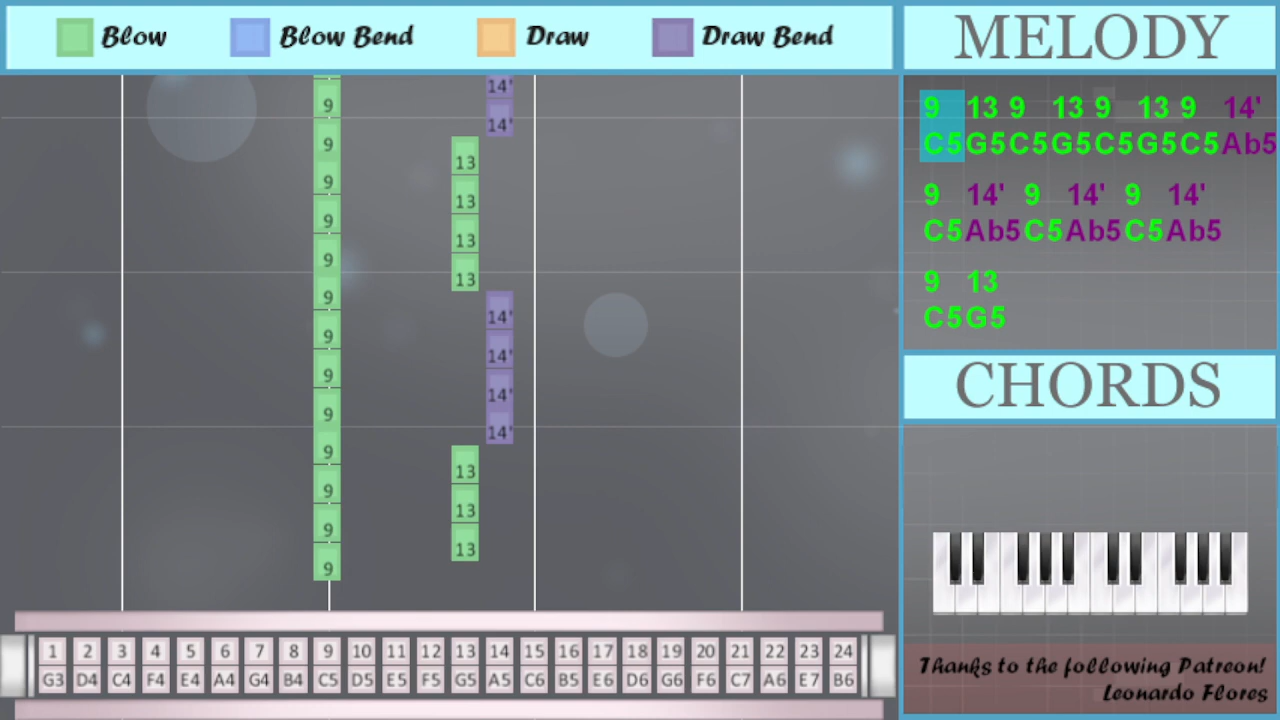 Blow Blow Bend Draw Draw Bend
MELODY
9 13 9 13 9 13 9 14'
C5 G5 C5 G5 C5 G5 C5 Ab5
9 14' 9 14' 9 14'
C5 Ab5 C5 Ab5 C5 Ab5
9 13
C5 G5
CHORDS
Thanks to the following Patreon!
Leonardo Flores
14'
9
14'
9
13
9
13
9
13
9
13
9
14'
9
14'
9
14'
9
14'
9
13
9
13
9
13
9
1 2 3 4 5 6 7 8 9 10 11 12 13 14 15 16 17 18 19 20 21 22 23 24
G3 D4 C4 F4 E4 A4 G4 B4 C5 D5 E5 F5 G5 A5 C6 B5 E6 D6 G6 F6 C7 A6 E7 B6